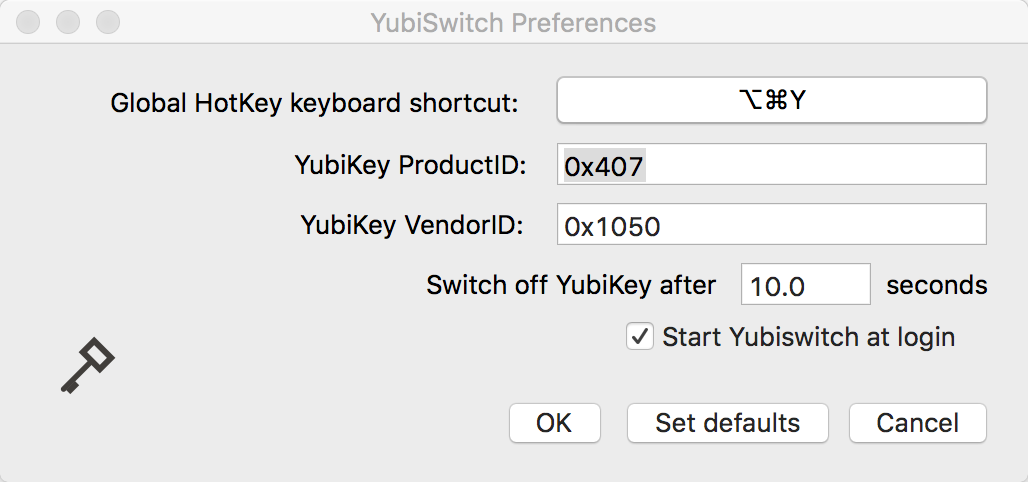 YubiSwitch Preferences
Global HotKey keyboard shortcut: ⌥⌘Y
YubiKey ProductID: 0x407
YubiKey VendorID: 0x1050
Switch off YubiKey after 10.0 seconds
Start Yubiswitch at login
OK Set defaults Cancel